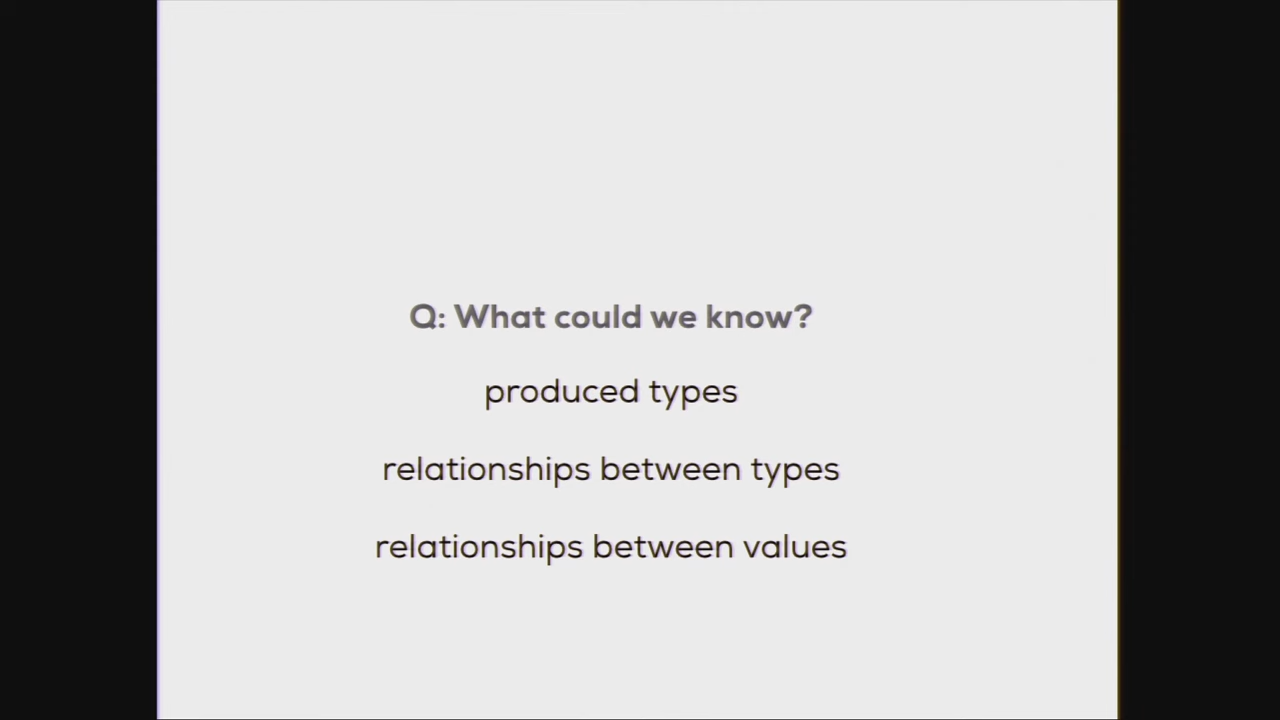 Q: What could we know?
produced types
relationships between types
relationships between values